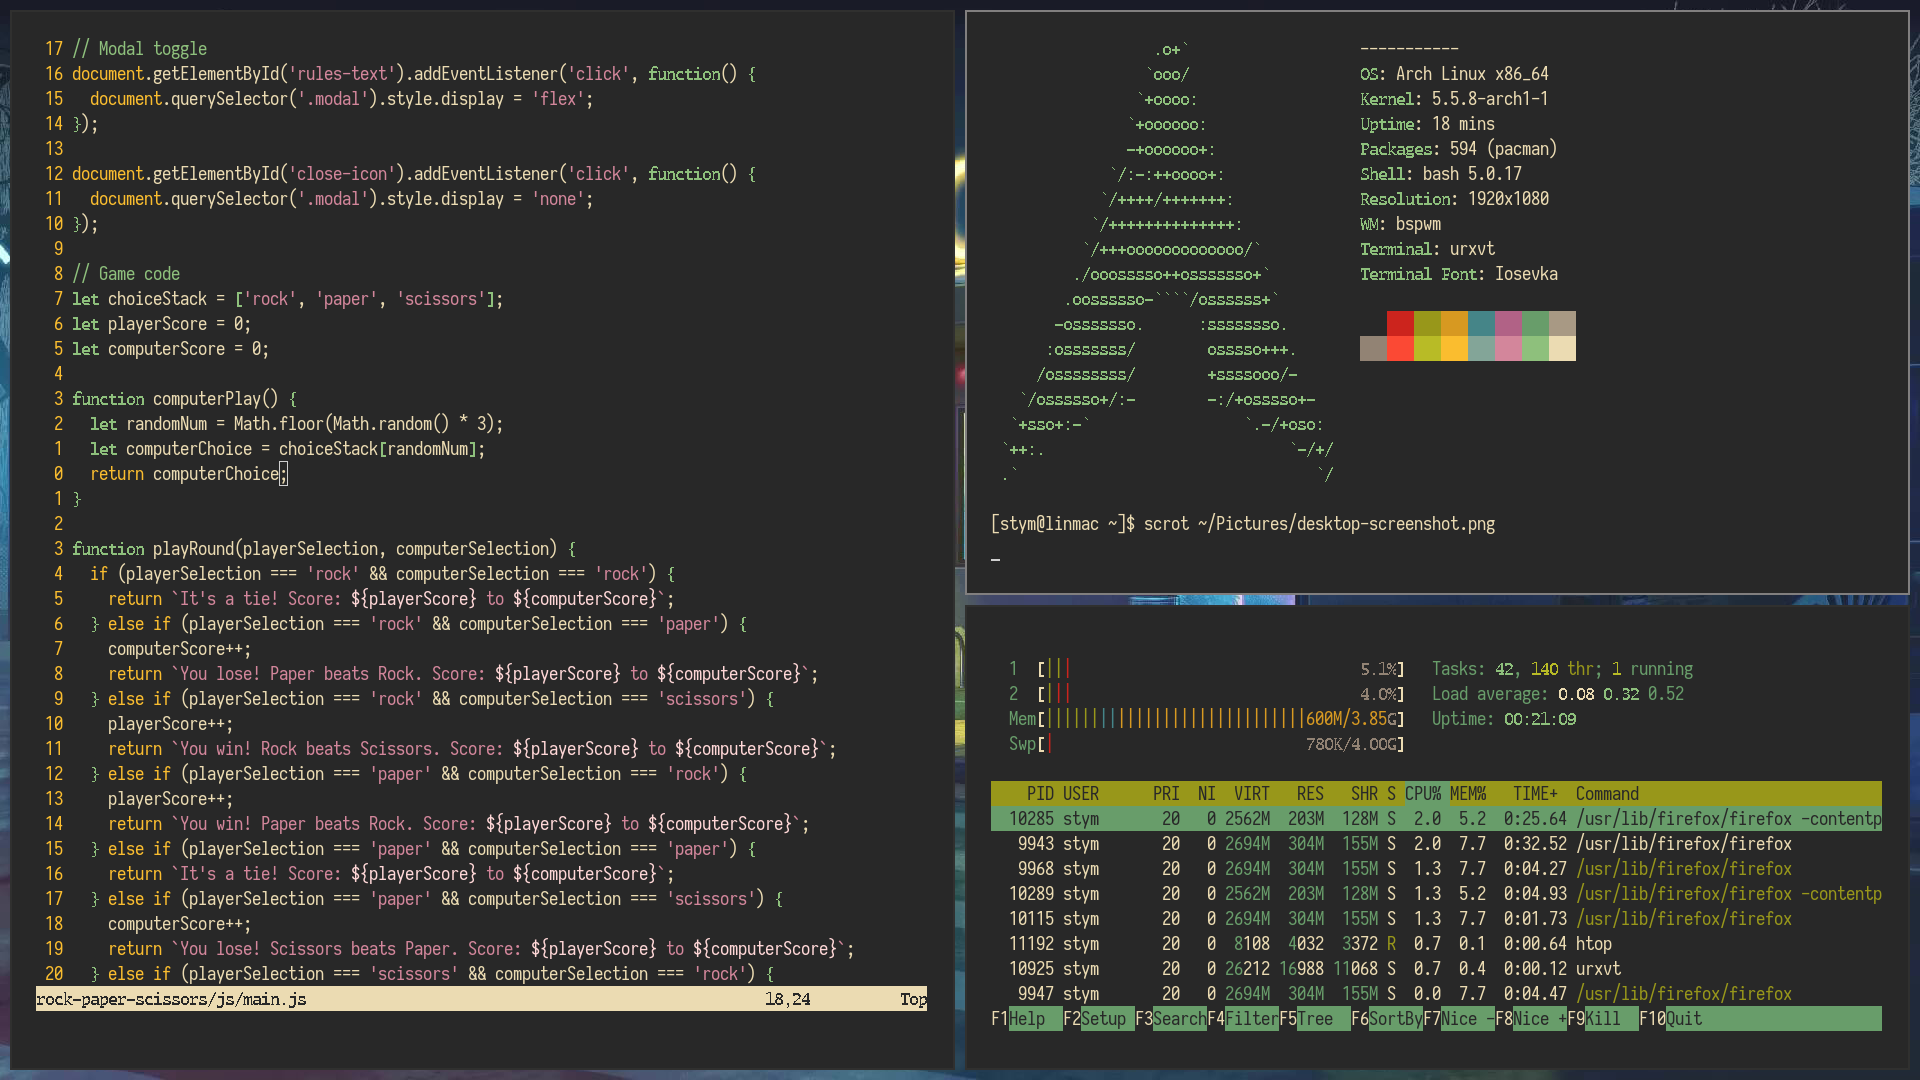 17 // Modal toggle
16 document.getElementById('rules-text').addEventListener('click', function() {
15   document.querySelector('.modal').style.display = 'flex';
14 });
13
12 document.getElementById('close-icon').addEventListener('click', function() {
11   document.querySelector('.modal').style.display = 'none';
10 });
9
8 // Game code
7 let choiceStack = ['rock', 'paper', 'scissors'];
6 let playerScore = 0;
5 let computerScore = 0;
4
3 function computerPlay() {
2   let randomNum = Math.floor(Math.random() * 3);
1   let computerChoice = choiceStack[randomNum];
0   return computerChoice;
1 }
2
3 function playRound(playerSelection, computerSelection) {
4   if (playerSelection === 'rock' && computerSelection === 'rock') {
5     return `It's a tie! Score: ${playerScore} to ${computerScore}`;
6   } else if (playerSelection === 'rock' && computerSelection === 'paper') {
7     computerScore++;
8     return `You lose! Paper beats Rock. Score: ${playerScore} to ${computerScore}`;
9   } else if (playerSelection === 'rock' && computerSelection === 'scissors') {
10     playerScore++;
11     return `You win! Rock beats Scissors. Score: ${playerScore} to ${computerScore}`;
12   } else if (playerSelection === 'paper' && computerSelection === 'rock') {
13     playerScore++;
14     return `You win! Paper beats Rock. Score: ${playerScore} to ${computerScore}`;
15   } else if (playerSelection === 'paper' && computerSelection === 'paper') {
16     return `It's a tie! Score: ${playerScore} to ${computerScore}`;
17   } else if (playerSelection === 'paper' && computerSelection === 'scissors') {
18     computerScore++;
19     return `You lose! Scissors beats Paper. Score: ${playerScore} to ${computerScore}`;
20   } else if (playerSelection === 'scissors' && computerSelection === 'rock') {
rock-paper-scissors/js/main.js 18,24 Top
.o+`
`ooo/
`+oooo:
`+oooooo:
-+oooooo+:
`/:-:++oooo+:
`/++++/+++++++:
`/++++++++++++++:
`/+++ooooooooooooo/`
./ooosssso++osssssso+`
.oossssso-````/ossssss+`
-osssssso.      :ssssssso.
:osssssss/        osssso+++.
/ossssssss/        +ssssooo/-
`/ossssso+/:-        -:/+osssso+-
`+sso+:-`                 `.-/+oso:
`++:.                           `-/+/
.`                                 `/
-----------
OS: Arch Linux x86_64
Kernel: 5.5.8-arch1-1
Uptime: 18 mins
Packages: 594 (pacman)
Shell: bash 5.0.17
Resolution: 1920x1080
WM: bspwm
Terminal: urxvt
Terminal Font: Iosevka
[stym@linmac ~]$ scrot ~/Pictures/desktop-screenshot.png
_
1 [||| 5.1%] Tasks: 42, 140 thr; 1 running
2 [||| 4.0%] Load average: 0.08 0.32 0.52
Mem[|||||||||||||||||||||||||||||600M/3.85G] Uptime: 00:21:09
Swp[| 780K/4.00G]
PID USER PRI NI VIRT RES SHR S CPU% MEM% TIME+ Command
10285 stym 20 0 2562M 203M 128M S 2.0 5.2 0:25.64 /usr/lib/firefox/firefox -contentp
9943 stym 20 0 2694M 304M 155M S 2.0 7.7 0:32.52 /usr/lib/firefox/firefox
9968 stym 20 0 2694M 304M 155M S 1.3 7.7 0:04.27 /usr/lib/firefox/firefox
10289 stym 20 0 2562M 203M 128M S 1.3 5.2 0:04.93 /usr/lib/firefox/firefox -contentp
10115 stym 20 0 2694M 304M 155M S 1.3 7.7 0:01.73 /usr/lib/firefox/firefox
11192 stym 20 0 8108 4032 3372 R 0.7 0.1 0:00.64 htop
10925 stym 20 0 26212 16988 11068 S 0.7 0.4 0:00.12 urxvt
9947 stym 20 0 2694M 304M 155M S 0.0 7.7 0:04.47 /usr/lib/firefox/firefox
F1Help F2Setup F3SearchF4FilterF5Tree F6SortByF7Nice -F8Nice +F9Kill F10Quit